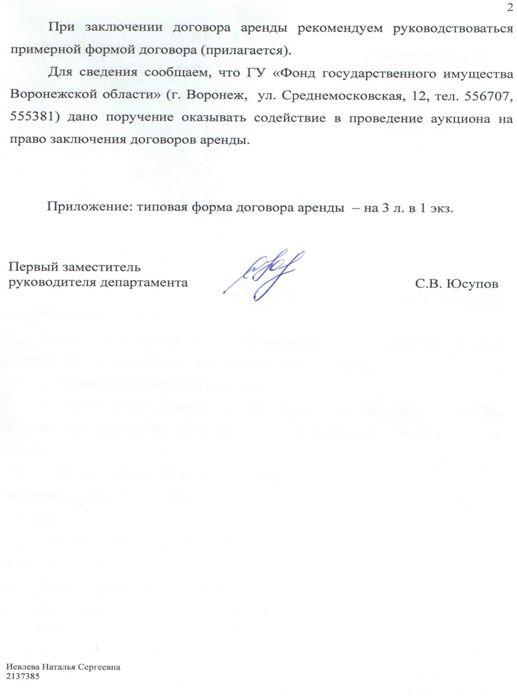 2
При заключении договора аренды рекомендуем руководствоваться
примерной формой договора (прилагается).
Для сведения сообщаем, что ГУ «Фонд государственного имущества
Воронежской области» (г. Воронеж, ул. Среднемосковская, 12, тел. 556707,
555381) дано поручение оказывать содействие в проведение аукциона на
право заключения договоров аренды.
Приложение: типовая форма договора аренды – на 3 л. в 1 экз.
Первый заместитель
руководителя департамента С.В. Юсупов
Иевлева Наталья Сергеевна
2137385